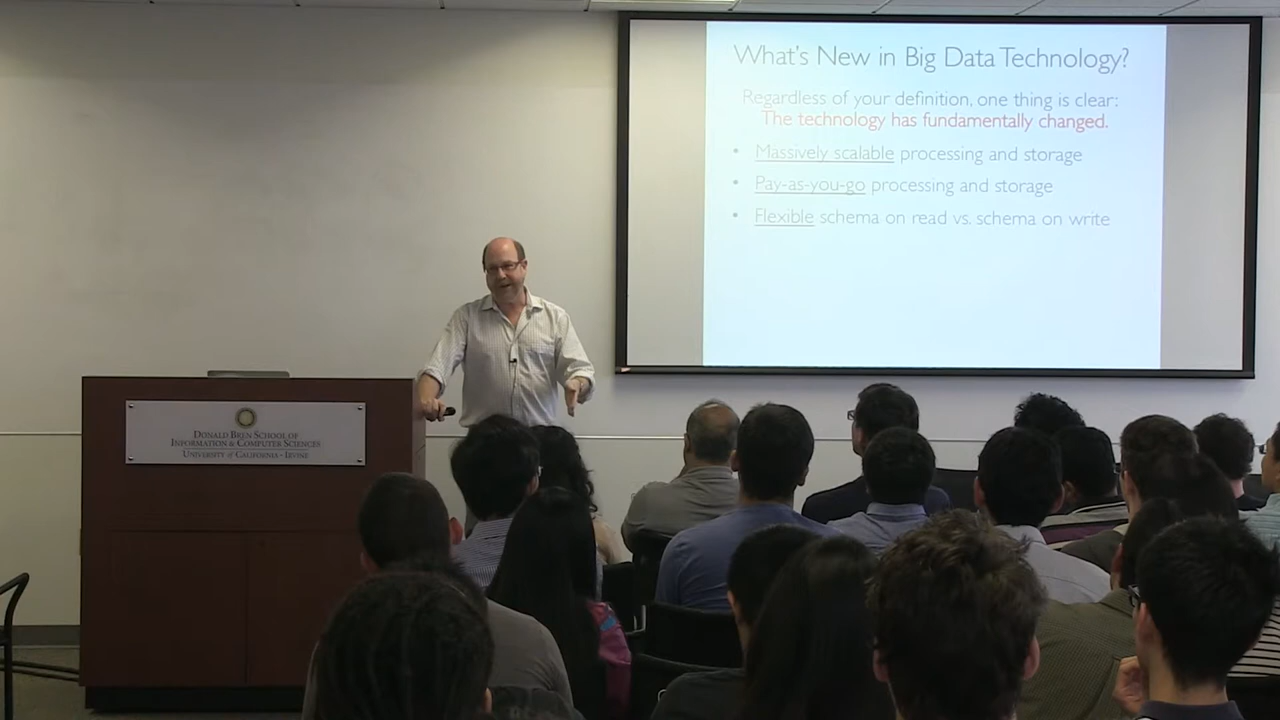 What's New in Big Data Technology?
Regardless of your definition, one thing is clear:
The technology has fundamentally changed.
• Massively scalable processing and storage
• Pay-as-you-go processing and storage
• Flexible schema on read vs. schema on write
DONALD BREN SCHOOL OF
INFORMATION & COMPUTER SCIENCES
UNIVERSITY of CALIFORNIA · IRVINE